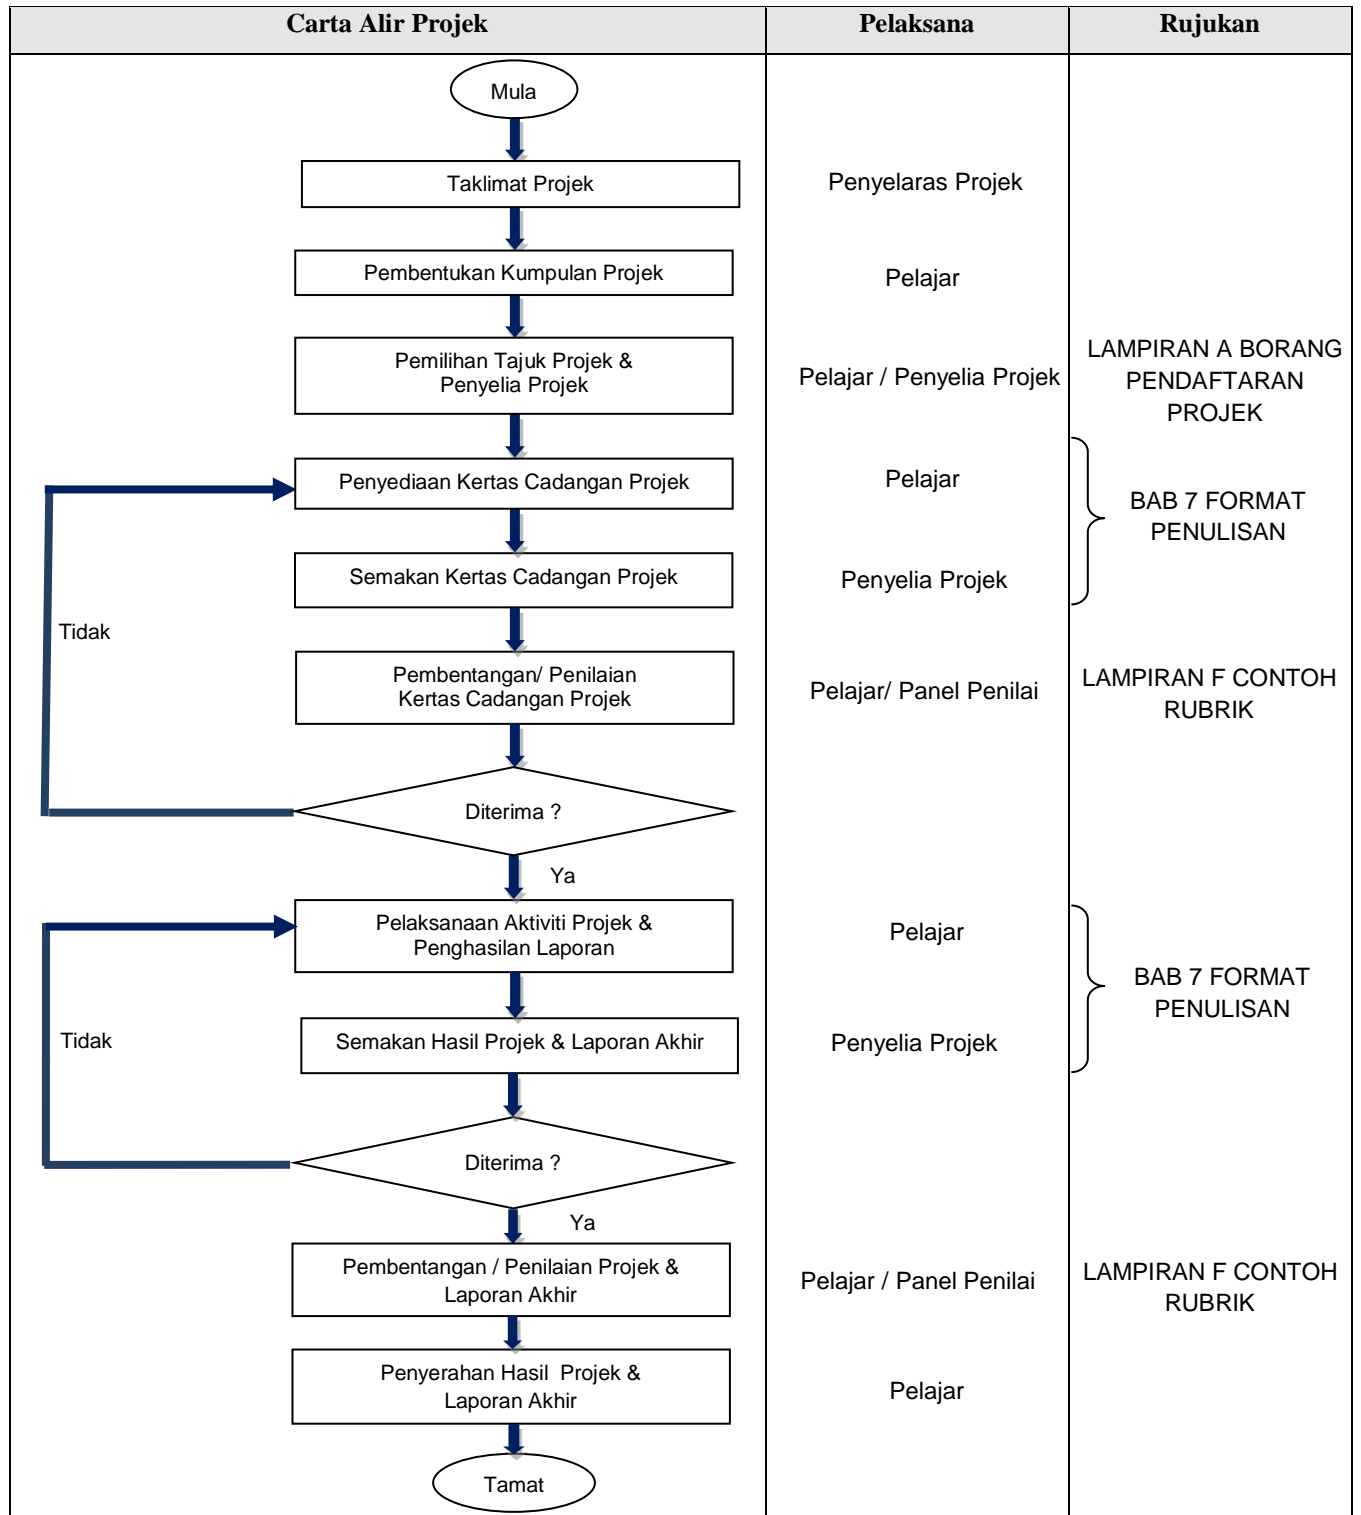 Carta Alir Projek
Pelaksana
Rujukan
Mula
Taklimat Projek
Penyelaras Projek
Pembentukan Kumpulan Projek
Pelajar
Pemilihan Tajuk Projek &
Penyelia Projek
Pelajar / Penyelia Projek
LAMPIRAN A BORANG
PENDAFTARAN
PROJEK
Penyediaan Kertas Cadangan Projek
Pelajar
BAB 7 FORMAT
PENULISAN
Semakan Kertas Cadangan Projek
Penyelia Projek
Tidak
Pembentangan/ Penilaian
Kertas Cadangan Projek
Pelajar/ Panel Penilai
LAMPIRAN F CONTOH
RUBRIK
Diterima ?
Ya
Pelaksanaan Aktiviti Projek &
Penghasilan Laporan
Pelajar
BAB 7 FORMAT
PENULISAN
Tidak
Semakan Hasil Projek & Laporan Akhir
Penyelia Projek
Diterima ?
Ya
Pembentangan / Penilaian Projek &
Laporan Akhir
Pelajar / Panel Penilai
LAMPIRAN F CONTOH
RUBRIK
Penyerahan Hasil  Projek &
Laporan Akhir
Pelajar
Tamat